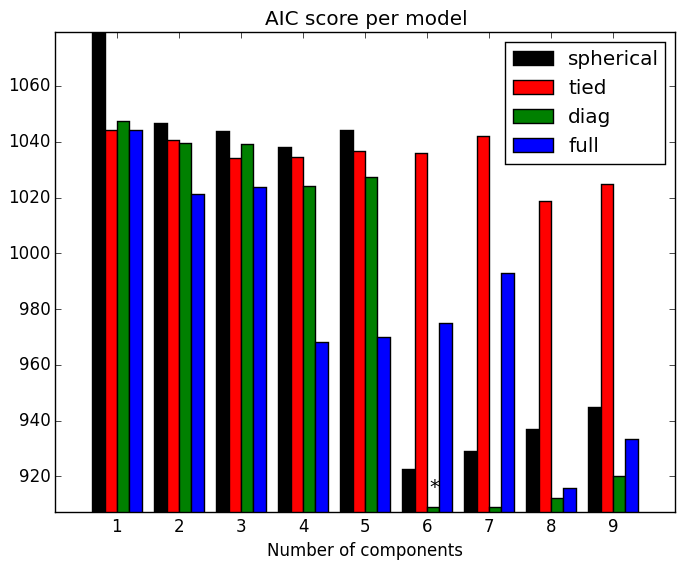 AIC score per model
spherical
tied
diag
full
1060
1040
1020
1000
980
960
940
920
*
1 2 3 4 5 6 7 8 9
Number of components